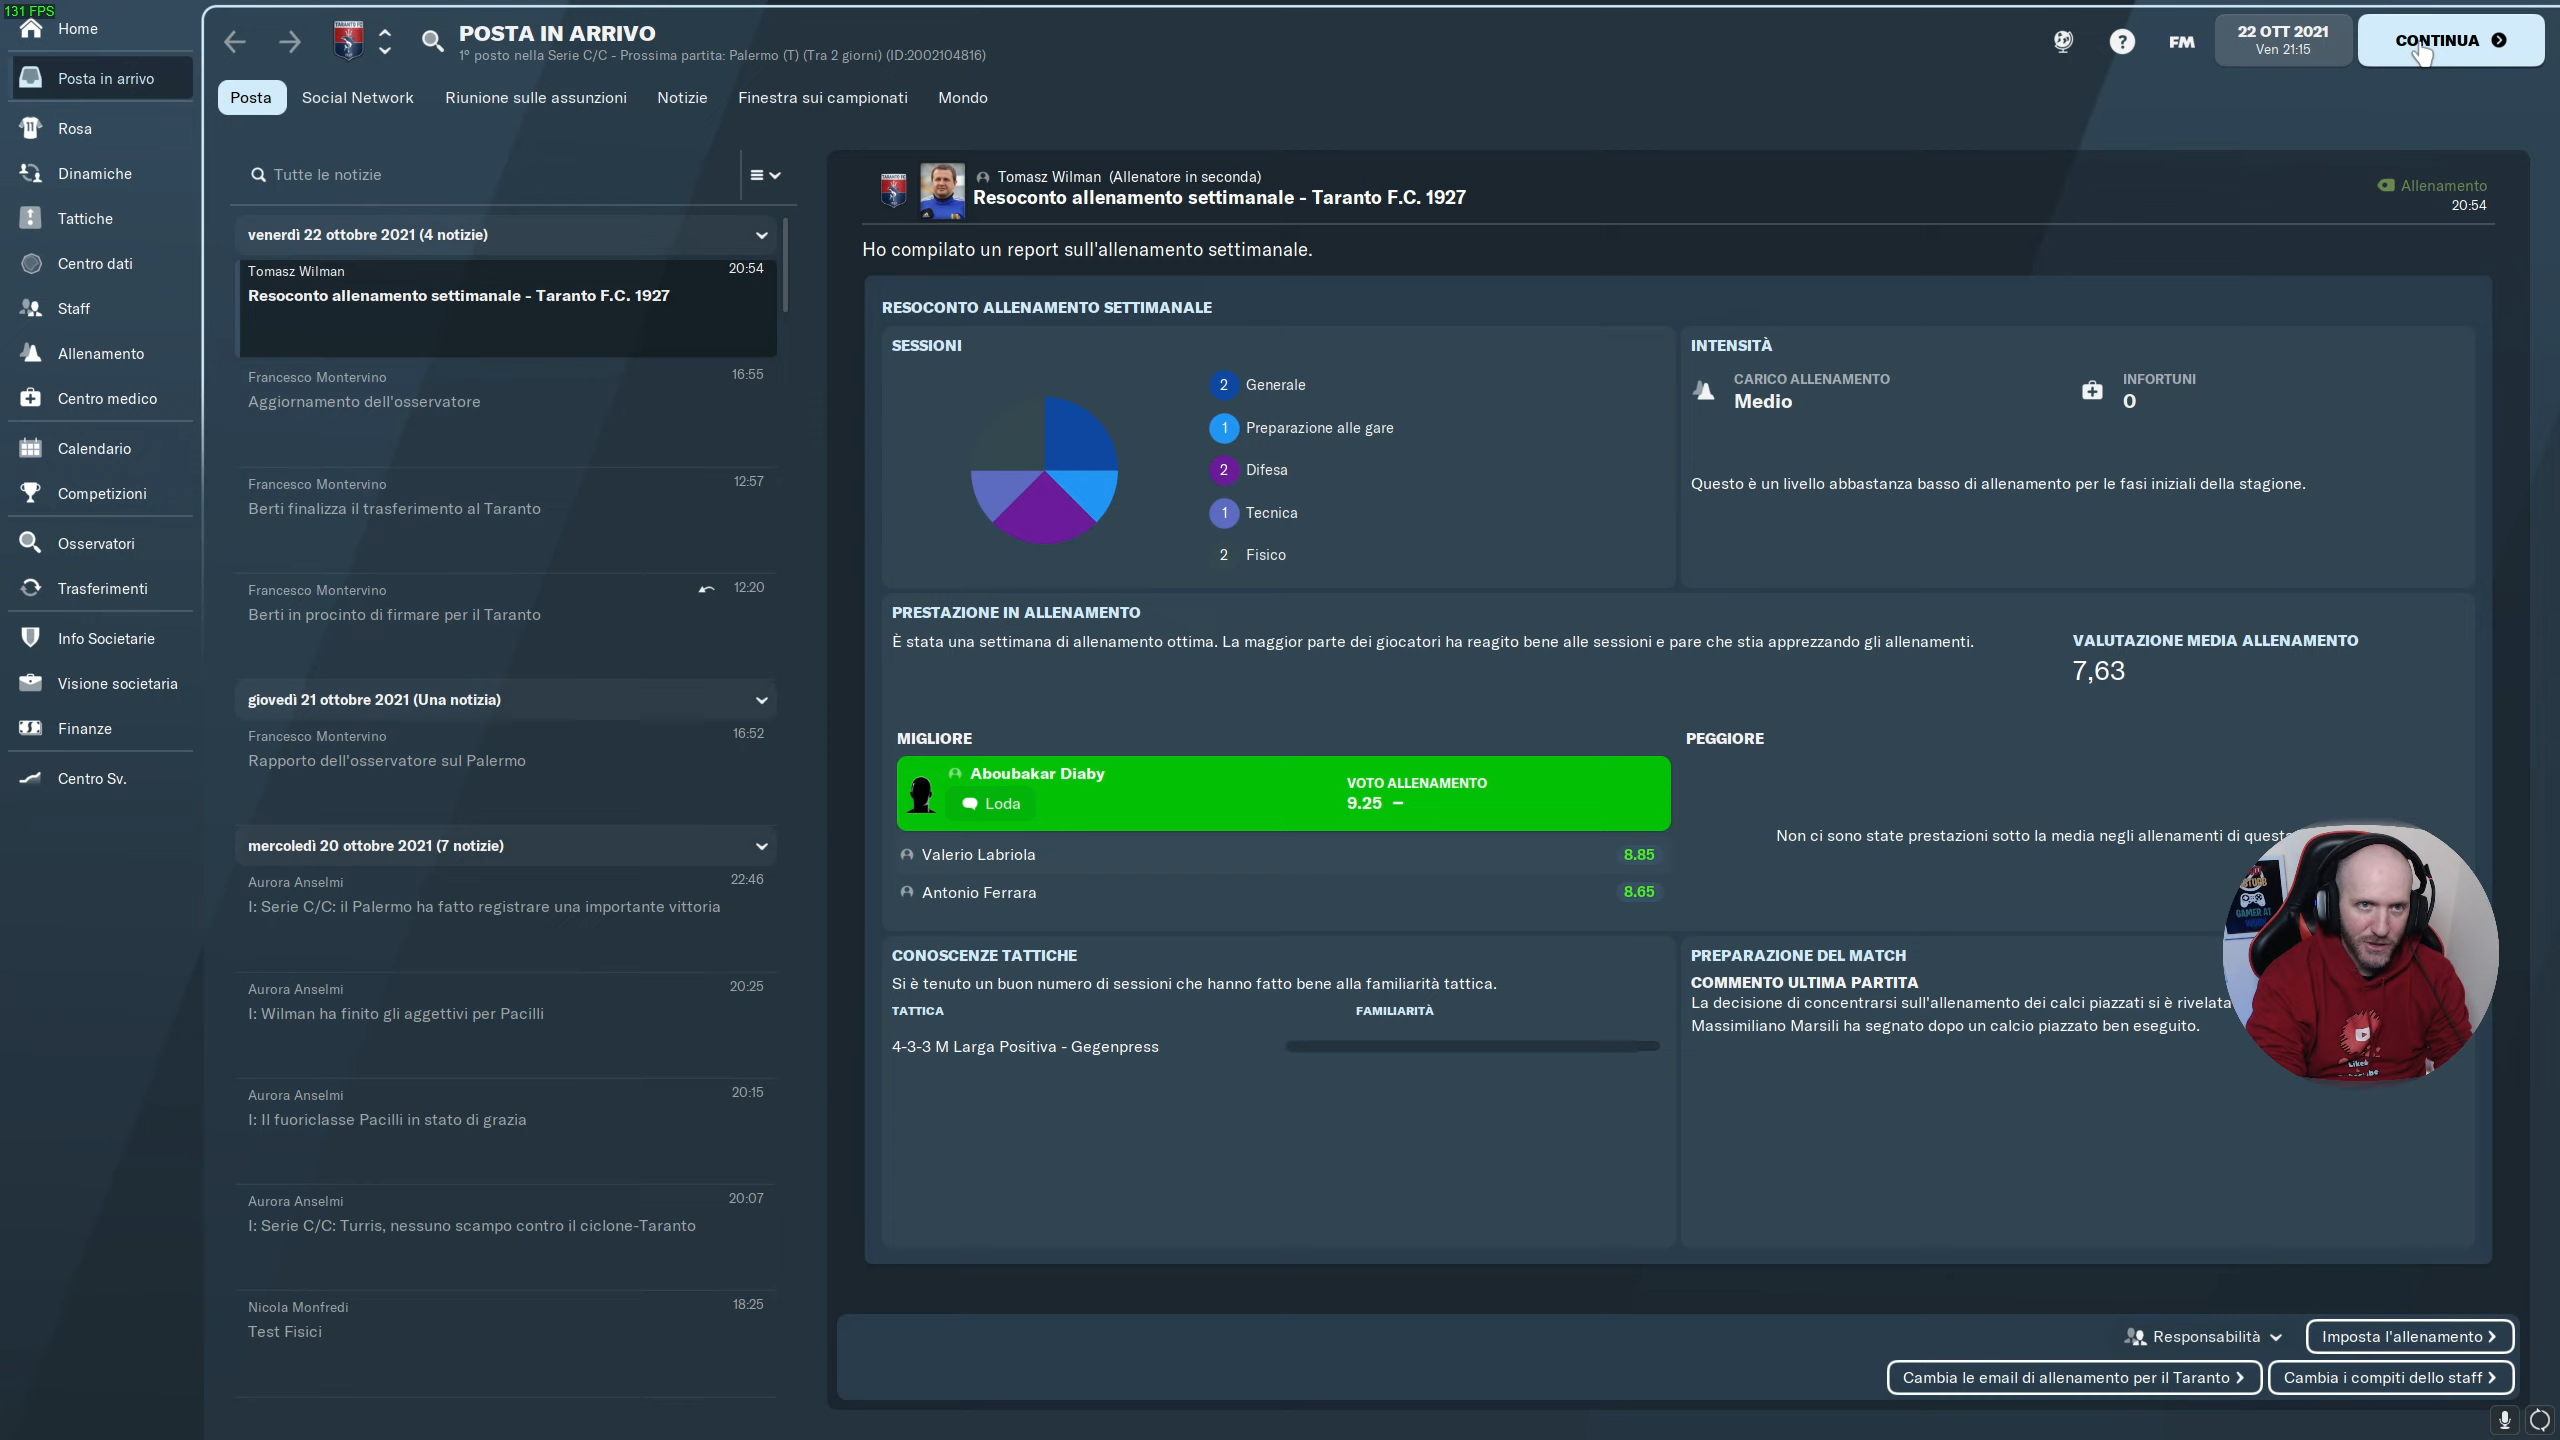 131 FPS
Home
Posta in arrivo
Rosa
Dinamiche
Tattiche
Centro dati
Staff
Allenamento
Centro medico
Calendario
Competizioni
Osservatori
Trasferimenti
Info Societarie
Visione societaria
Finanze
Centro Sv.
POSTA IN ARRIVO
1° posto nella Serie C/C - Prossima partita: Palermo (T) (Tra 2 giorni) (ID:2002104816)
FM
22 OTT 2021
Ven 21:15
CONTINUA
Posta
Social Network
Riunione sulle assunzioni
Notizie
Finestra sui campionati
Mondo
Tutte le notizie
venerdì 22 ottobre 2021 (4 notizie)
Tomasz Wilman 20:54
Resoconto allenamento settimanale - Taranto F.C. 1927
Francesco Montervino 16:55
Aggiornamento dell'osservatore
Francesco Montervino 12:57
Berti finalizza il trasferimento al Taranto
Francesco Montervino 12:20
Berti in procinto di firmare per il Taranto
giovedì 21 ottobre 2021 (Una notizia)
Francesco Montervino 16:52
Rapporto dell'osservatore sul Palermo
mercoledì 20 ottobre 2021 (7 notizie)
Aurora Anselmi 22:46
I: Serie C/C: il Palermo ha fatto registrare una importante vittoria
Aurora Anselmi 20:25
I: Wilman ha finito gli aggettivi per Pacilli
Aurora Anselmi 20:15
I: Il fuoriclasse Pacilli in stato di grazia
Aurora Anselmi 20:07
I: Serie C/C: Turris, nessuno scampo contro il ciclone-Taranto
Nicola Monfredi 18:25
Test Fisici
Tomasz Wilman (Allenatore in seconda)
Resoconto allenamento settimanale - Taranto F.C. 1927
Allenamento
20:54
Ho compilato un report sull'allenamento settimanale.
RESOCONTO ALLENAMENTO SETTIMANALE
SESSIONI
2 Generale
1 Preparazione alle gare
2 Difesa
1 Tecnica
2 Fisico
INTENSITÀ
CARICO ALLENAMENTO
Medio
INFORTUNI
0
Questo è un livello abbastanza basso di allenamento per le fasi iniziali della stagione.
PRESTAZIONE IN ALLENAMENTO
È stata una settimana di allenamento ottima. La maggior parte dei giocatori ha reagito bene alle sessioni e pare che stia apprezzando gli allenamenti.
VALUTAZIONE MEDIA ALLENAMENTO
7,63
MIGLIORE
Aboubakar Diaby
Loda
VOTO ALLENAMENTO
9.25 –
Valerio Labriola 8.85
Antonio Ferrara 8.65
PEGGIORE
Non ci sono state prestazioni sotto la media negli allenamenti di questa
CONOSCENZE TATTICHE
Si è tenuto un buon numero di sessioni che hanno fatto bene alla familiarità tattica.
TATTICA FAMILIARITÀ
4-3-3 M Larga Positiva - Gegenpress
PREPARAZIONE DEL MATCH
COMMENTO ULTIMA PARTITA
La decisione di concentrarsi sull'allenamento dei calci piazzati si è rivelata
Massimiliano Marsili ha segnato dopo un calcio piazzato ben eseguito.
GAMER AT
Responsabilità
Imposta l'allenamento
Cambia le email di allenamento per il Taranto
Cambia i compiti dello staff